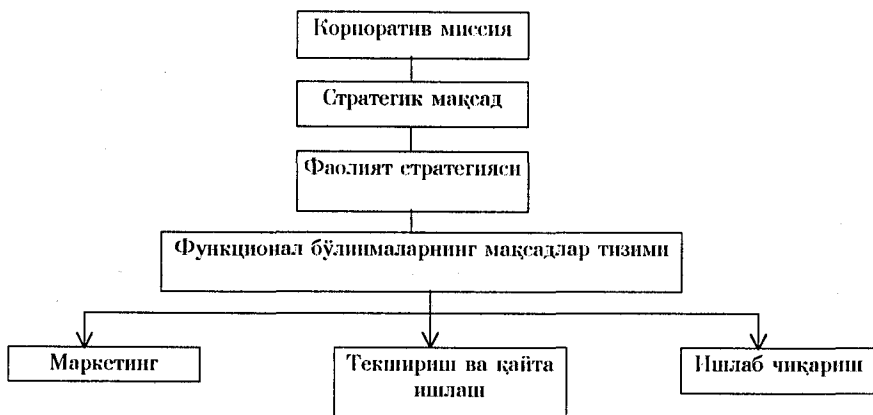 Корпоратив миссия
Стратегик мақсад
Фаолият стратегияси
Функционал бўлинмаларнинг мақсадлар тизими
Маркетинг
Текшириш ва қайта
ишлаш
Ишлаб чиқариш